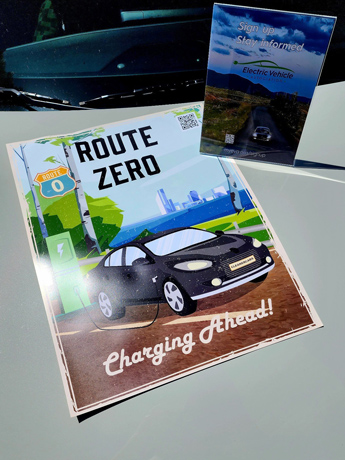 Sign up
Stay informed
Electric Vehicle
ROUTE
ZERO
ROUTE
0
Charging Ahead!